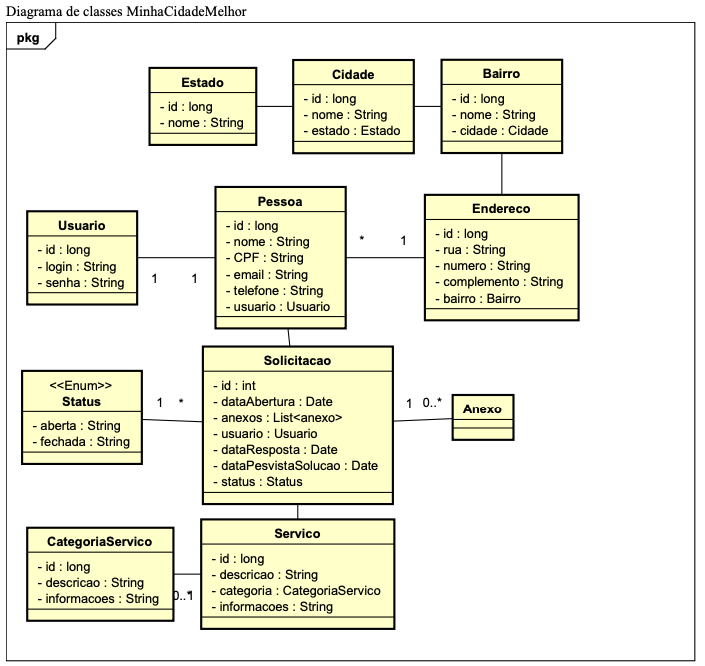 Diagrama de classes MinhaCidadeMelhor
pkg
Estado
- id : long
- nome : String
Cidade
- id : long
- nome : String
- estado : Estado
Bairro
- id : long
- nome : String
- cidade : Cidade
Usuario
- id : long
- login : String
- senha : String
1
1
Pessoa
- id : long
- nome : String
- CPF : String
- email : String
- telefone : String
- usuario : Usuario
*
1
Endereco
- id : long
- rua : String
- numero : String
- complemento : String
- bairro : Bairro
<<Enum>>
Status
- aberta : String
- fechada : String
1
*
Solicitacao
- id : int
- dataAbertura : Date
- anexos : List<anexo>
- usuario : Usuario
- dataResposta : Date
- dataPesvistaSolucao : Date
- status : Status
1
0..*
Anexo
CategoriaServico
- id : long
- descricao : String
- informacoes : String
Servico
- id : long
- descricao : String
- categoria : CategoriaServico
- informacoes : String